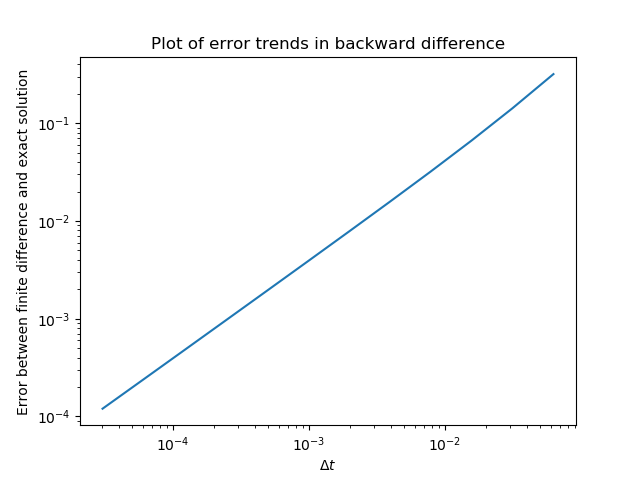 Plot of error trends in backward difference
Error between finite difference and exact solution
10⁻¹
10⁻²
10⁻³
10⁻⁴
10⁻⁴
10⁻³
10⁻²
Δt